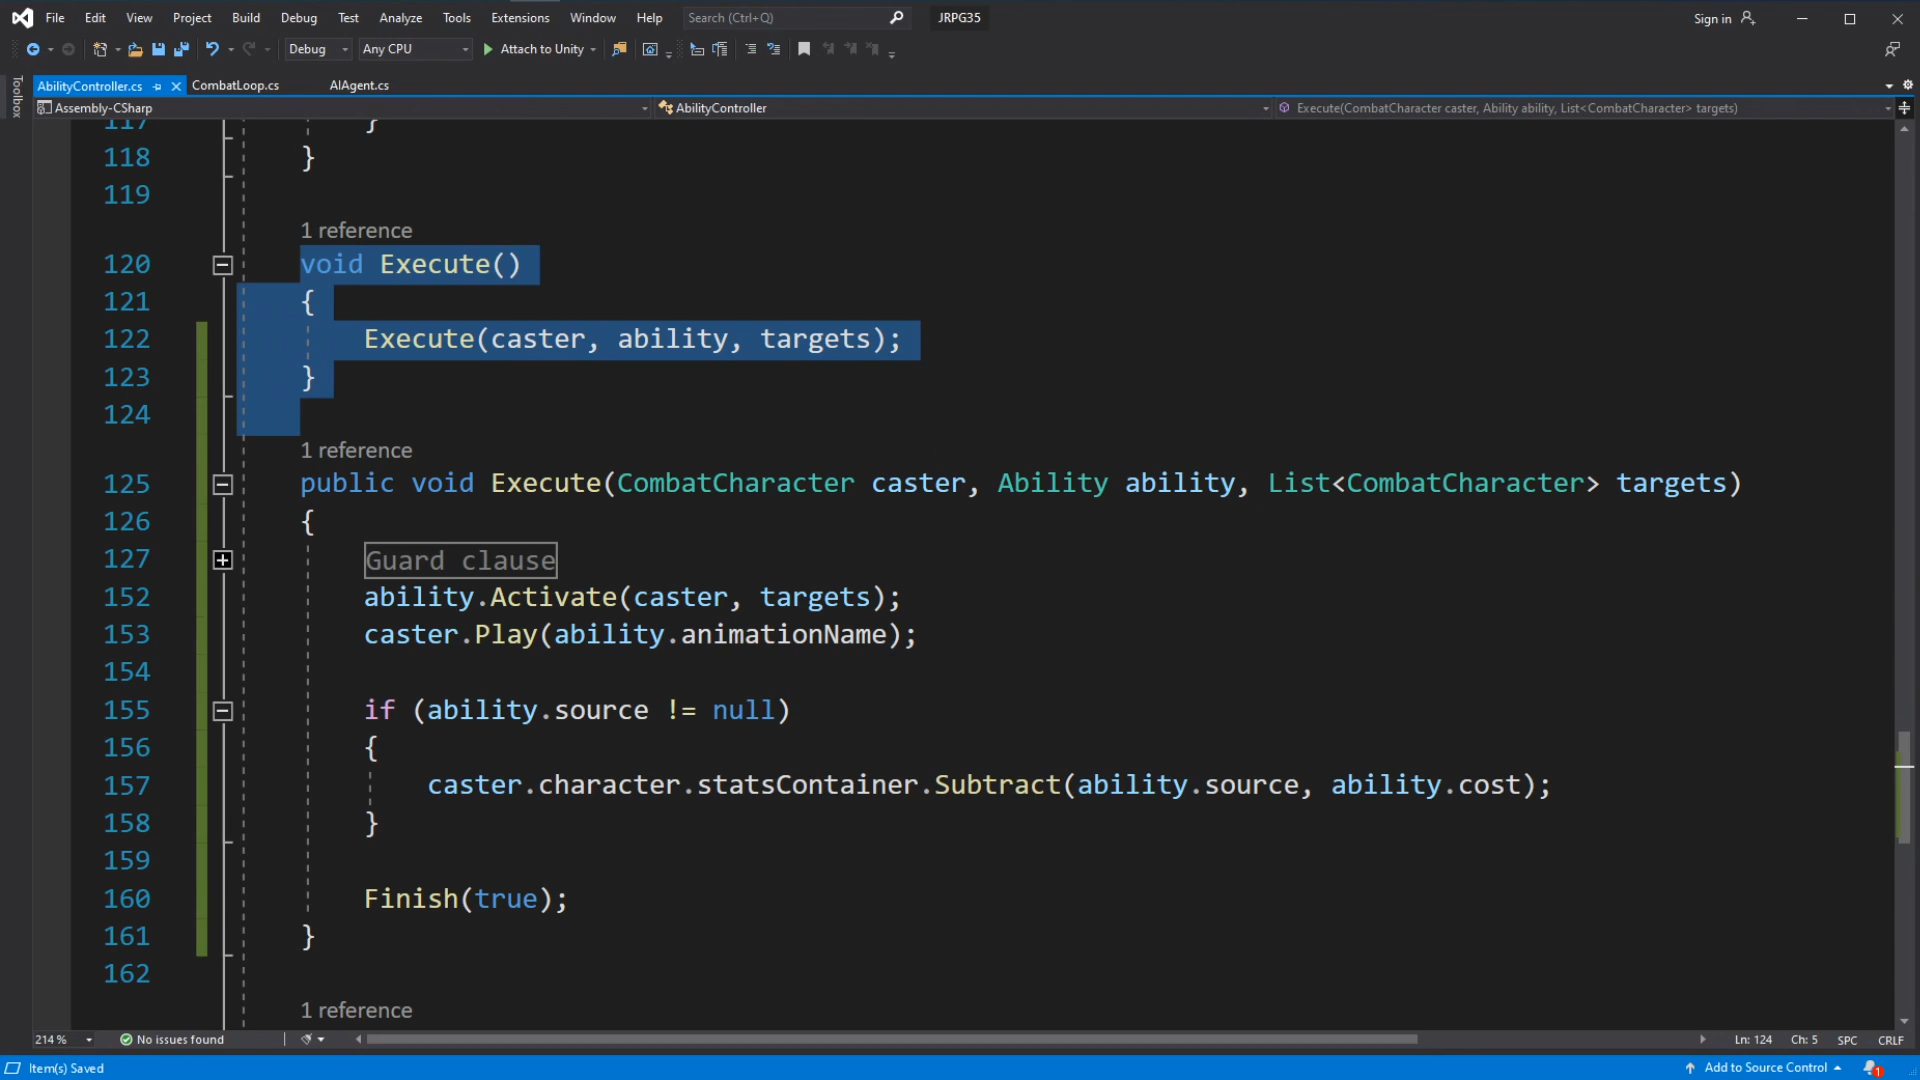 File Edit View Project Build Debug Test Analyze Tools Extensions Window Help Search (Ctrl+Q) JRPG35 Sign in
Debug Any CPU Attach to Unity
Toolbox
AbilityController.cs CombatLoop.cs AIAgent.cs
Assembly-CSharp AbilityController Execute(CombatCharacter caster, Ability ability, List<CombatCharacter> targets)
117 }
118 }
119
1 reference
120 void Execute()
121 {
122 Execute(caster, ability, targets);
123 }
124
1 reference
125 public void Execute(CombatCharacter caster, Ability ability, List<CombatCharacter> targets)
126 {
127 Guard clause
152 ability.Activate(caster, targets);
153 caster.Play(ability.animationName);
154
155 if (ability.source != null)
156 {
157 caster.character.statsContainer.Subtract(ability.source, ability.cost);
158 }
159
160 Finish(true);
161 }
162
1 reference
214 % No issues found Ln: 124 Ch: 5 SPC CRLF
Item(s) Saved Add to Source Control 1